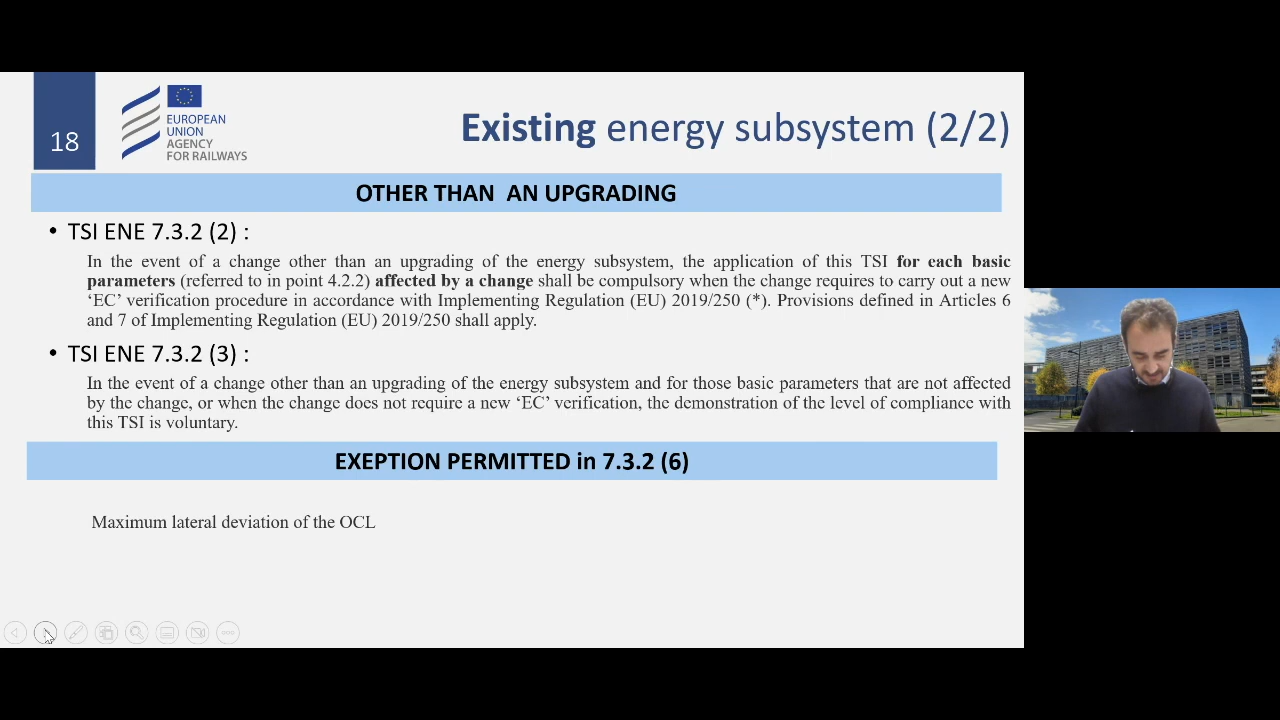 18
EUROPEAN
UNION
AGENCY
FOR RAILWAYS
Existing energy subsystem (2/2)
OTHER THAN AN UPGRADING
• TSI ENE 7.3.2 (2) :
In the event of a change other than an upgrading of the energy subsystem, the application of this TSI for each basic
parameters (referred to in point 4.2.2) affected by a change shall be compulsory when the change requires to carry out a new
‘EC’ verification procedure in accordance with Implementing Regulation (EU) 2019/250 (*). Provisions defined in Articles 6
and 7 of Implementing Regulation (EU) 2019/250 shall apply.
• TSI ENE 7.3.2 (3) :
In the event of a change other than an upgrading of the energy subsystem and for those basic parameters that are not affected
by the change, or when the change does not require a new ‘EC’ verification, the demonstration of the level of compliance with
this TSI is voluntary.
EXEPTION PERMITTED in 7.3.2 (6)
Maximum lateral deviation of the OCL